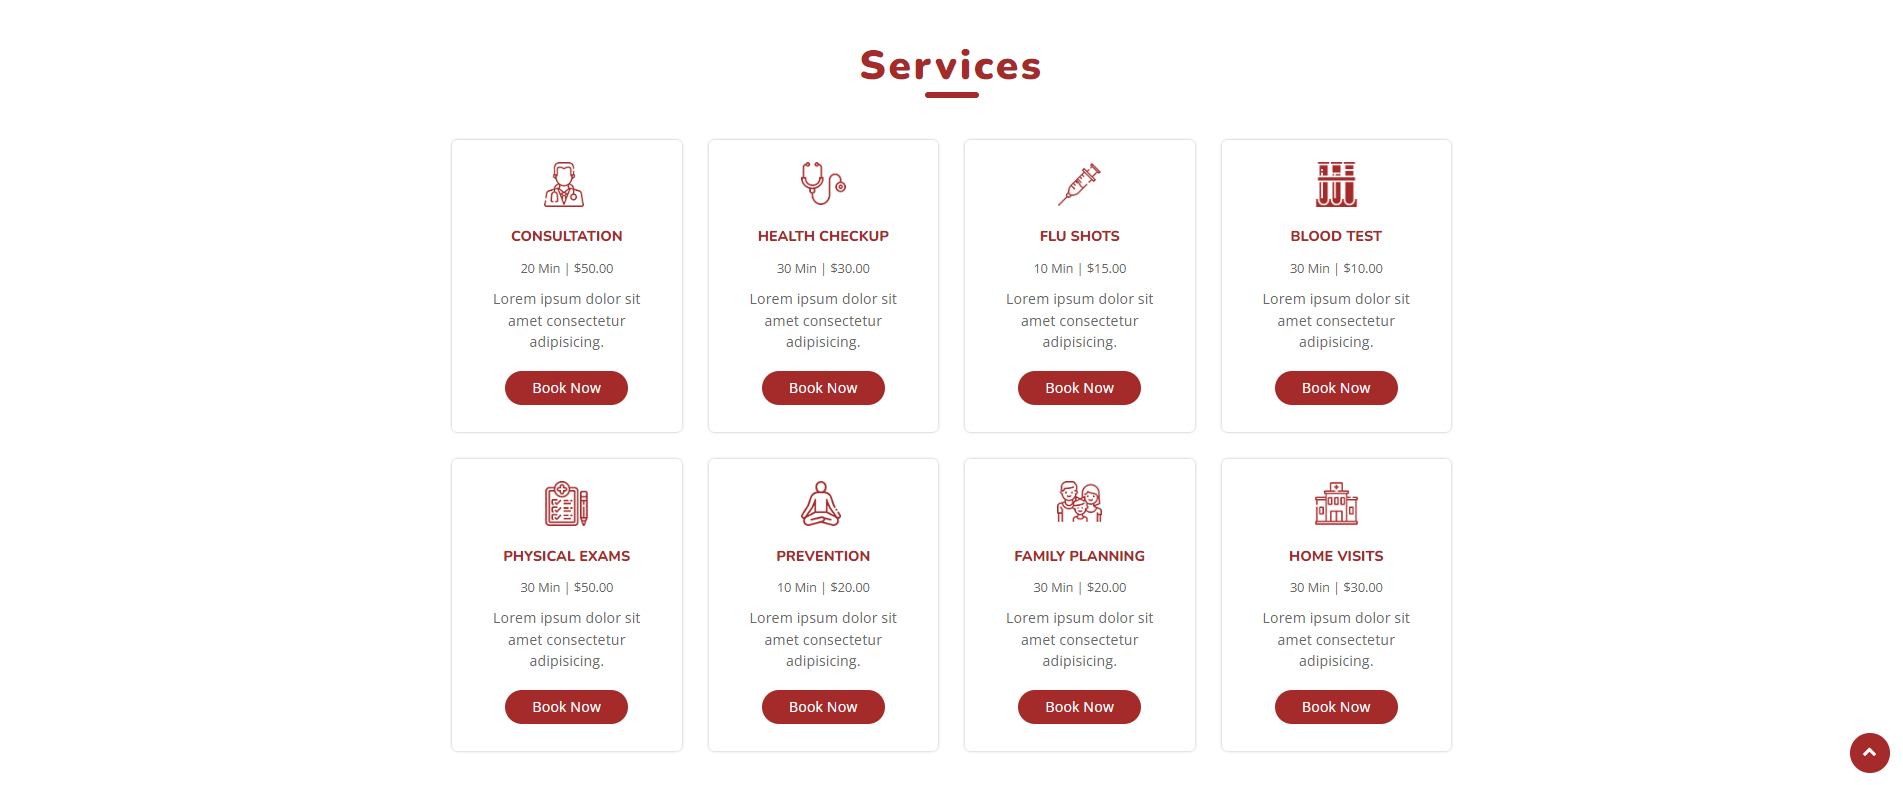 Services
CONSULTATION
20 Min | $50.00
Lorem ipsum dolor sit
amet consectetur
adipisicing.
Book Now
HEALTH CHECKUP
30 Min | $30.00
Lorem ipsum dolor sit
amet consectetur
adipisicing.
Book Now
FLU SHOTS
10 Min | $15.00
Lorem ipsum dolor sit
amet consectetur
adipisicing.
Book Now
BLOOD TEST
30 Min | $10.00
Lorem ipsum dolor sit
amet consectetur
adipisicing.
Book Now
PHYSICAL EXAMS
30 Min | $50.00
Lorem ipsum dolor sit
amet consectetur
adipisicing.
Book Now
PREVENTION
10 Min | $20.00
Lorem ipsum dolor sit
amet consectetur
adipisicing.
Book Now
FAMILY PLANNING
30 Min | $20.00
Lorem ipsum dolor sit
amet consectetur
adipisicing.
Book Now
HOME VISITS
30 Min | $30.00
Lorem ipsum dolor sit
amet consectetur
adipisicing.
Book Now